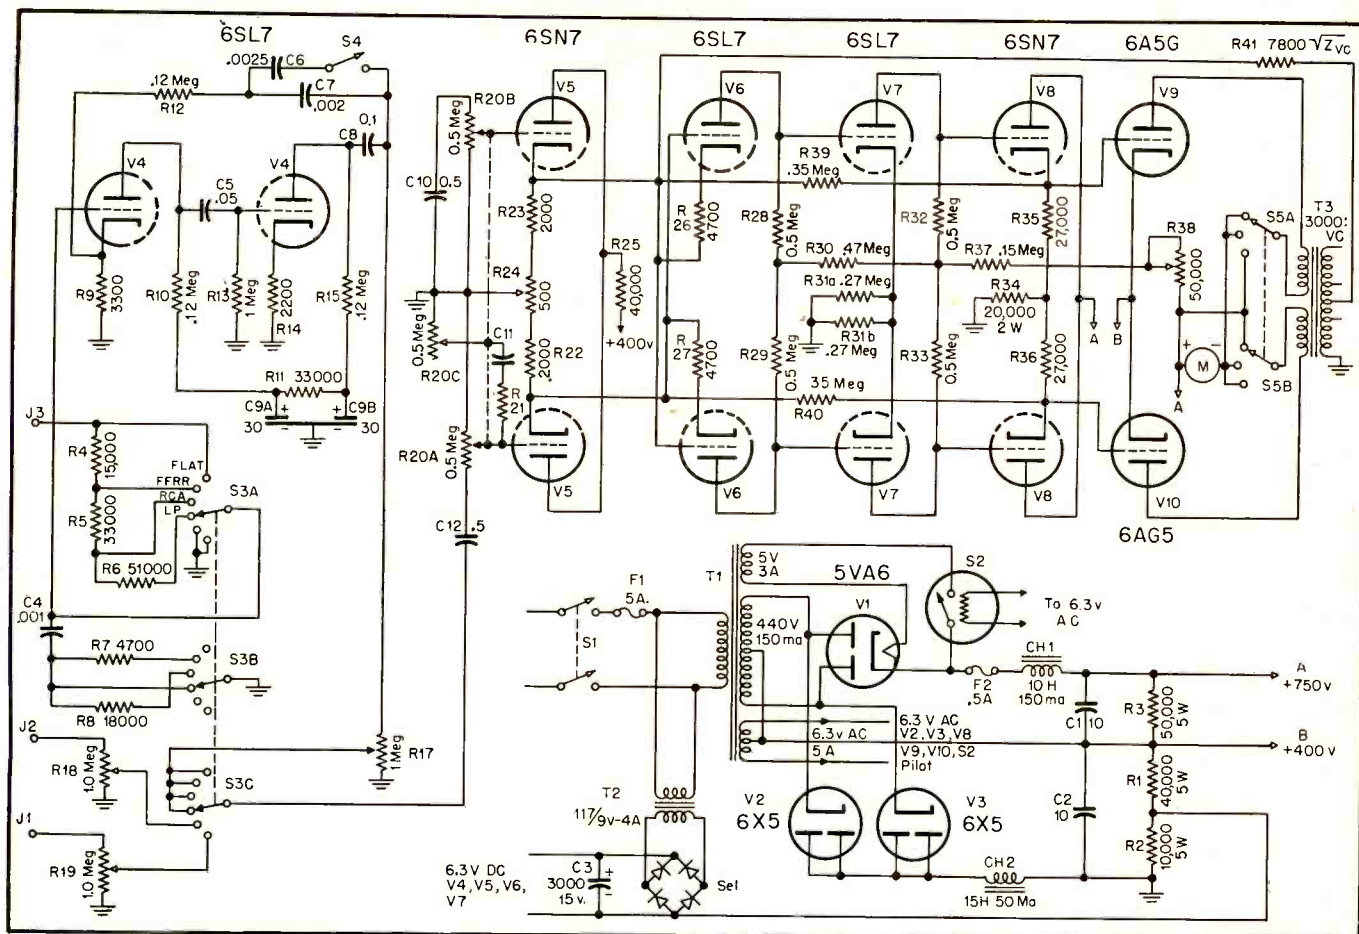 6SL7
6SN7
6SL7
6SL7
6SN7
6A5G
R41 7800 √Zvc
S4
.0025 C6
.12 Meg
R12
C7
.002
C8
0.1
V4
C5
.05
V4
R9
3300
R10
.12 Meg
R13
1 Meg
2200
R14
R15
.12 Meg
R11 33000
C9A
+
-
30
C9B
+
-
30
R20B
0.5 Meg
V5
C10
0.5
R23
2000
R24
500
R22
2000
R25
40,000
+400v
0.5 Meg
R20C
C11
R
21
R20A
0.5 Meg
V5
C12
.5
V6
R
26
4700
R28
0.5 Meg
V7
R39
.35 Meg
R30
.47 Meg
R31a .27 Meg
R31b
.27 Meg
R
27
4700
R29
0.5 Meg
35 Meg
R40
V6
V7
R32
0.5 Meg
R37 .15 Meg
R33
0.5 Meg
V8
R35
27,000
R34
20,000
2 W
R36
27,000
V8
A
B
V9
R38
50,000
S5A
T3
3000:
VC
+
M
-
A
S5B
V10
6AG5
J3
R4
15,000
R5
33000
FLAT
FFRR
RCA
LP
S3A
R6 51000
C4
.001
R7 4700
S3B
R8 18000
J2
R18
1.0 Meg
S3C
R17
1 Meg
J1
R19
1.0 Meg
F1
5A.
S1
T1
5V
3A
5VA6
V1
440V
150 ma
S2
To 6.3v
AC
CH1
10 H
150 ma
F2
.5A
C1
10
R3
50,000
5 W
A
+750 v
B
+400 v
6.3v AC
5 A
6.3 V AC
V2, V3, V8
V9, V10, S2
Pilot
R1
40,000
5 W
C2
10
R2
10,000
5 W
V2
6X5
V3
6X5
CH2
15H 50 Ma
T2
117/9v-4A
6.3V DC
V4, V5, V6,
V7
C3
3000
15 v.
+
-
Sel